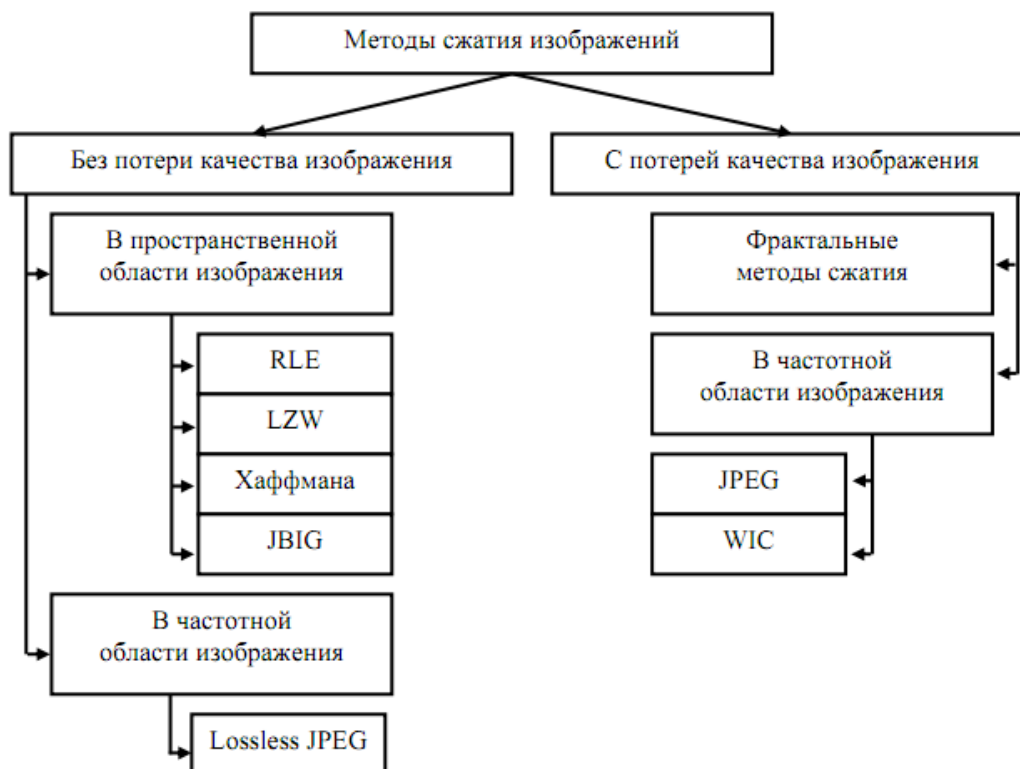 Методы сжатия изображений
Без потери качества изображения
В пространственной
области изображения
RLE
LZW
Хаффмана
JBIG
В частотной
области изображения
Lossless JPEG
С потерей качества изображения
Фрактальные
методы сжатия
В частотной
области изображения
JPEG
WIC